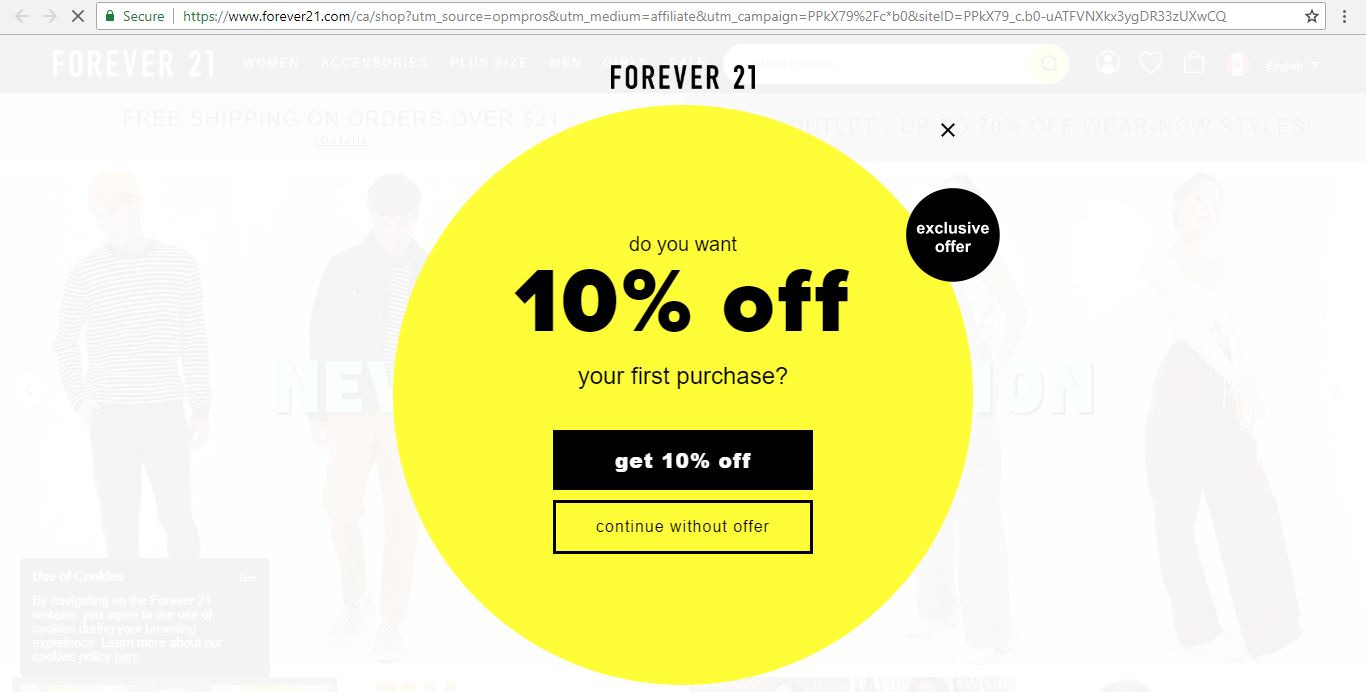 Secure
https://www.forever21.com/ca/shop?utm_source=opmpros&utm_medium=affiliate&utm_campaign=PPkX79%2Fc*b0&siteID=PPkX79_c.b0-uATFVNXkx3ygDR33zUXwCQ
FOREVER 21
WOMEN
ACCESSORIES
PLUS SIZE
MEN
GIRLS
SALE
Search Products
English
FOREVER 21
FREE SHIPPING ON ORDERS OVER $21
*Details
OUTLET - UP TO 70% OFF WEAR-NOW STYLES!
exclusive
offer
do you want
10% off
your first purchase?
get 10% off
continue without offer
Use of Cookies
By navigating on the Forever 21
website, you agree to our use of
cookies during your browsing
experience. Learn more about our
cookies policy here